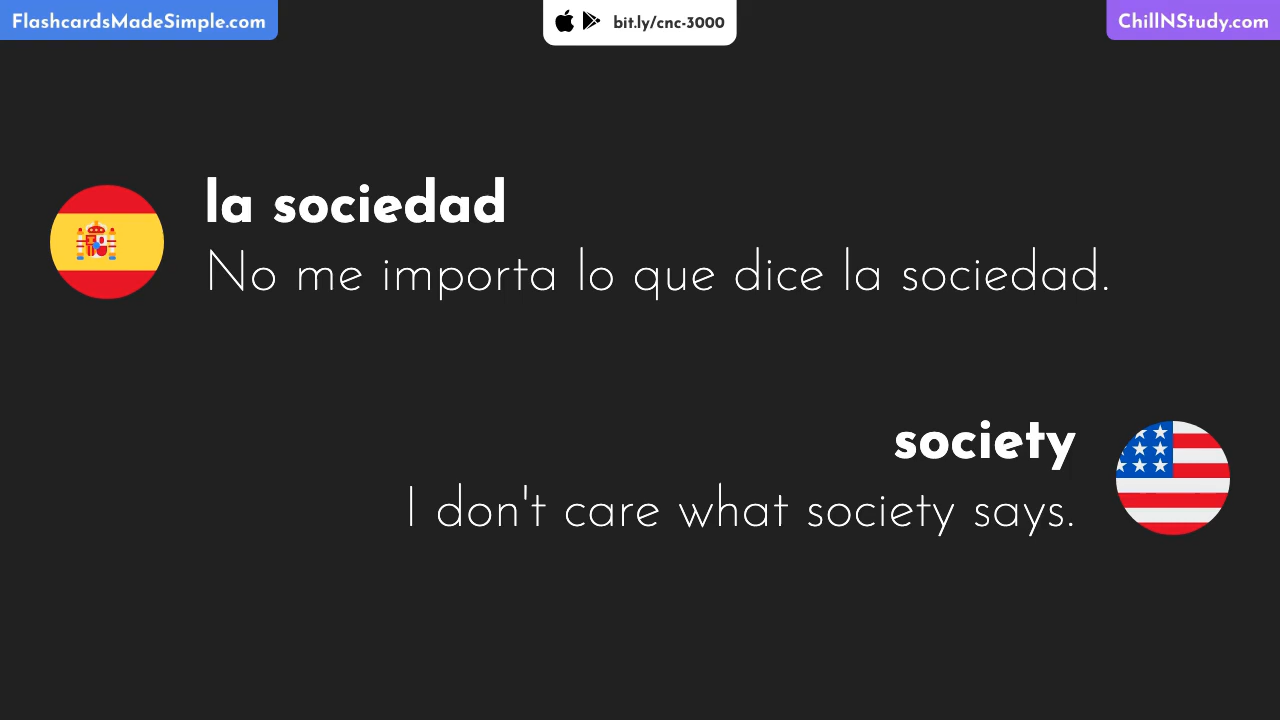 FlashcardsMadeSimple.com
bit.ly/cnc-3000
ChillNStudy.com
la sociedad
No me importa lo que dice la sociedad.
society
I don't care what society says.